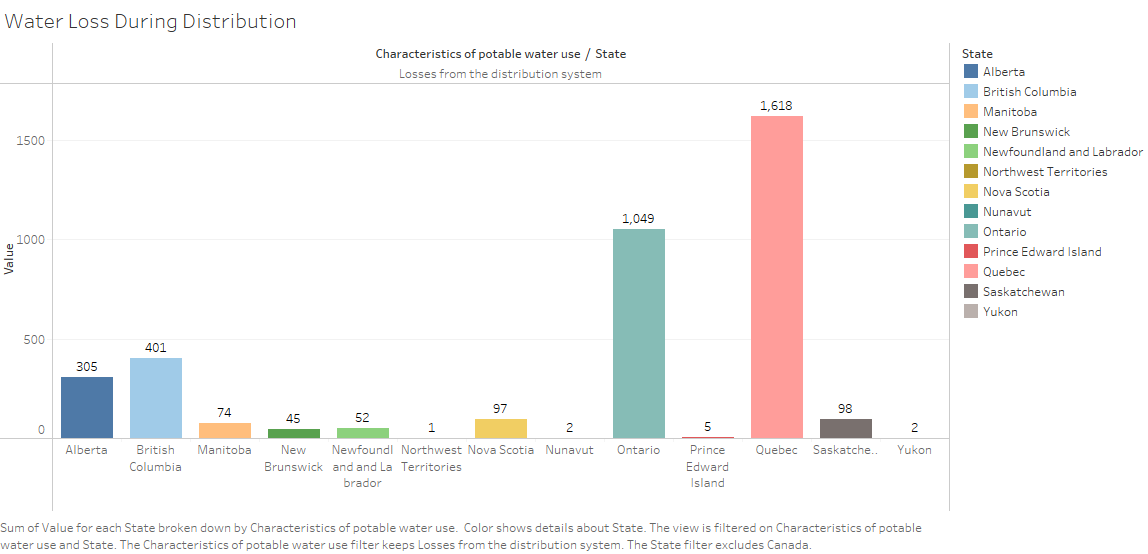 Water Loss During Distribution
Characteristics of potable water use / State
Losses from the distribution system
State
Alberta
British Columbia
Manitoba
New Brunswick
Newfoundland and Labrador
Northwest Territories
Nova Scotia
Nunavut
Ontario
Prince Edward Island
Quebec
Saskatchewan
Yukon
Value
1500
1000
500
0
305
401
74
45
52
1
97
2
1,049
5
1,618
98
2
Alberta
British
Columbia
Manitoba
New
Brunswick
Newfoundl
and and La
brador
Northwest
Territories
Nova Scotia
Nunavut
Ontario
Prince
Edward
Island
Quebec
Saskatche..
Yukon
Sum of Value for each State broken down by Characteristics of potable water use.  Color shows details about State. The view is filtered on Characteristics of potable
water use and State. The Characteristics of potable water use filter keeps Losses from the distribution system. The State filter excludes Canada.